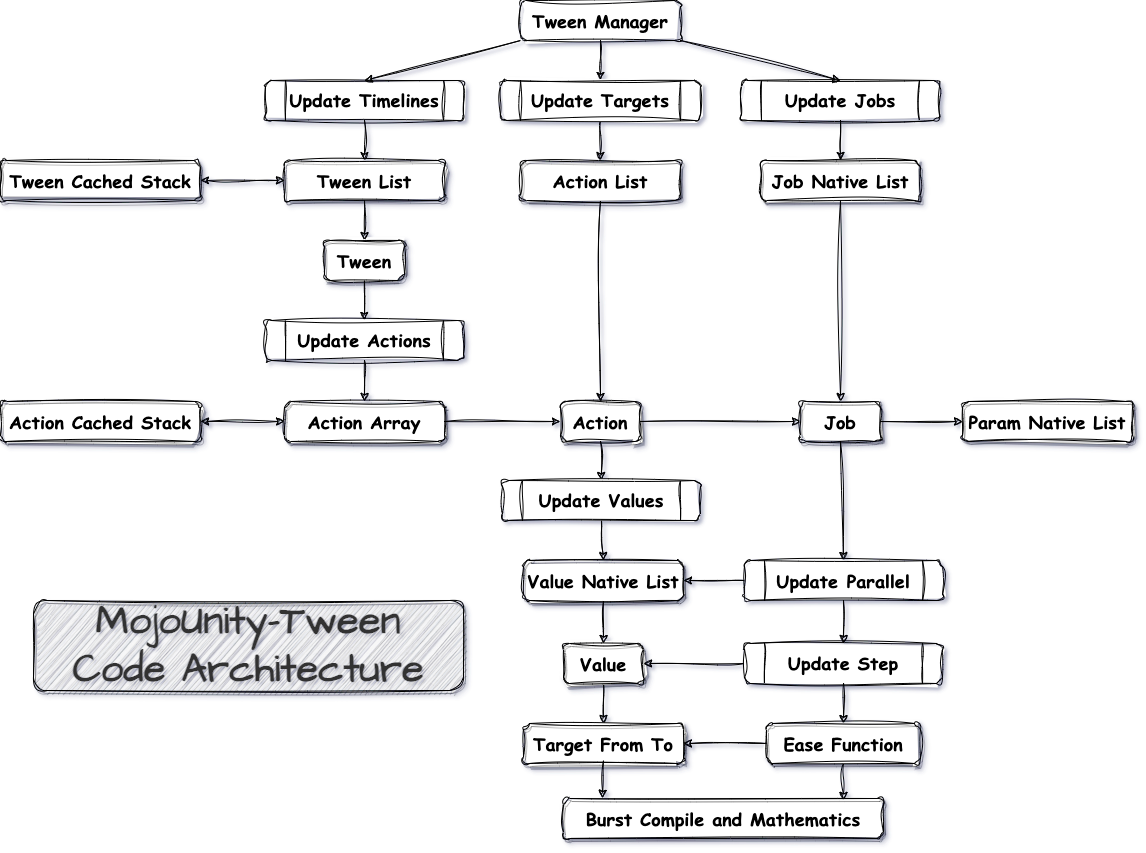 Tween Manager
Update Timelines
Update Targets
Update Jobs
Tween Cached Stack
Tween List
Action List
Job Native List
Tween
Update Actions
Action Cached Stack
Action Array
Action
Job
Param Native List
Update Values
Value Native List
Update Parallel
MojoUnity-Tween
Code Architecture
Value
Update Step
Target From To
Ease Function
Burst Compile and Mathematics